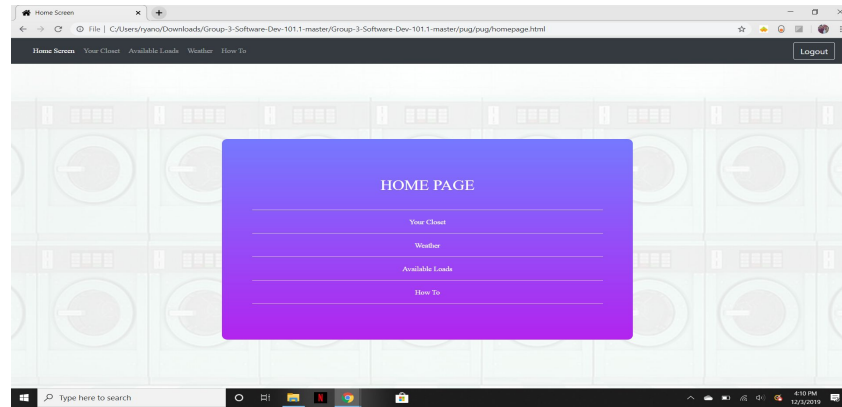 Home Screen
File | C:/Users/ryano/Downloads/Group-3-Software-Dev-101.1-master/Group-3-Software-Dev-101.1-master/pug/pug/homepage.html
Home Screen Your Closet Available Loads Weather How To Logout
HOME PAGE
Your Closet
Weather
Available Loads
How To
Type here to search
4:10 PM
12/3/2019